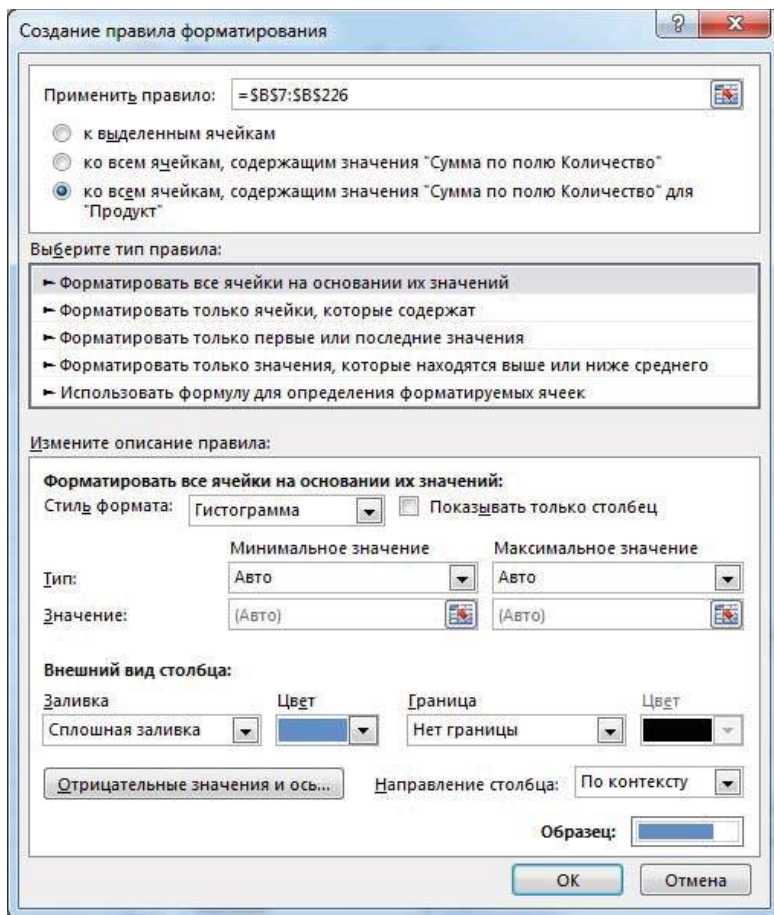 Создание правила форматирования
?
Применить правило: =$B$7:$B$226
к выделенным ячейкам
ко всем ячейкам, содержащим значения "Сумма по полю Количество"
ко всем ячейкам, содержащим значения "Сумма по полю Количество" для
"Продукт"
Выберите тип правила:
► Форматировать все ячейки на основании их значений
► Форматировать только ячейки, которые содержат
► Форматировать только первые или последние значения
► Форматировать только значения, которые находятся выше или ниже среднего
► Использовать формулу для определения форматируемых ячеек
Измените описание правила:
Форматировать все ячейки на основании их значений:
Стиль формата: Гистограмма Показывать только столбец
Минимальное значение Максимальное значение
Тип: Авто Авто
Значение: (Авто) (Авто)
Внешний вид столбца:
Заливка Цвет Граница Цвет
Сплошная заливка Нет границы
Отрицательные значения и ось... Направление столбца: По контексту
Образец:
ОК Отмена